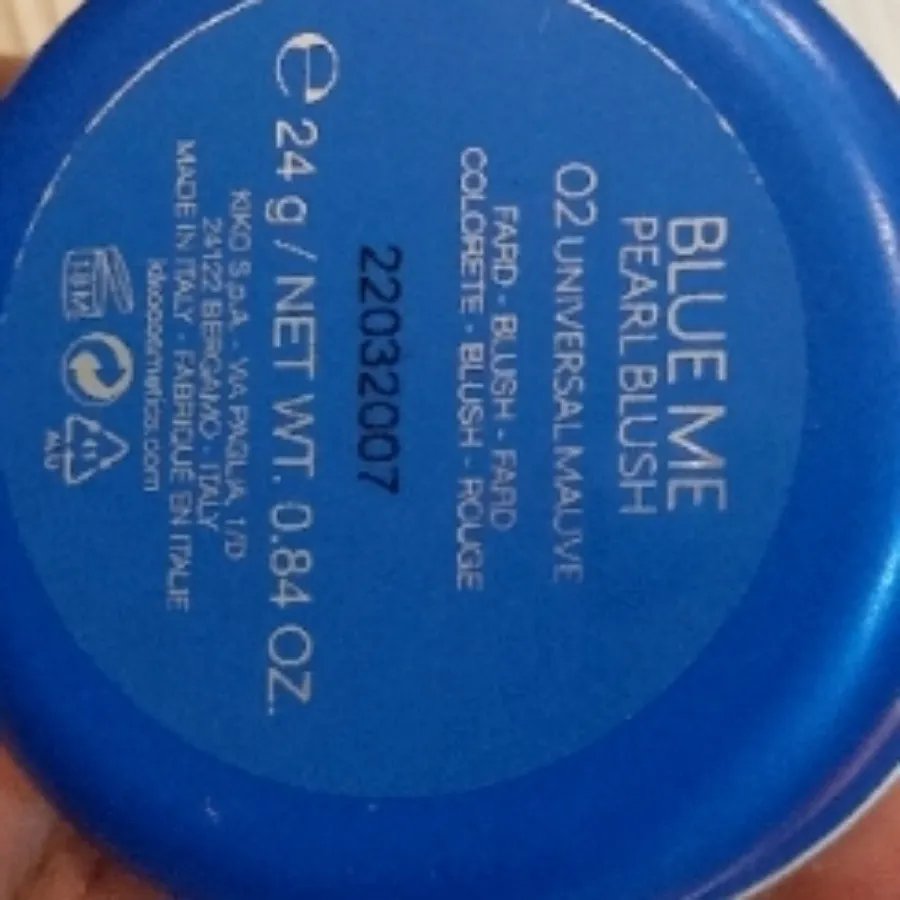 BLUE ME
PEARL BLUSH
02 UNIVERSAL MAUVE
FARD - BLUSH - FARD
COLORETE - BLUSH - ROUGE
22032007
e 24 g / NET WT. 0.84 OZ.
KIKO S.p.A. - VIA PAGLIA, 1/D
24122 BERGAMO - ITALY
MADE IN ITALY - FABRIQUÉ EN ITALIE
kikocosmetics.com
18M
41
ALU